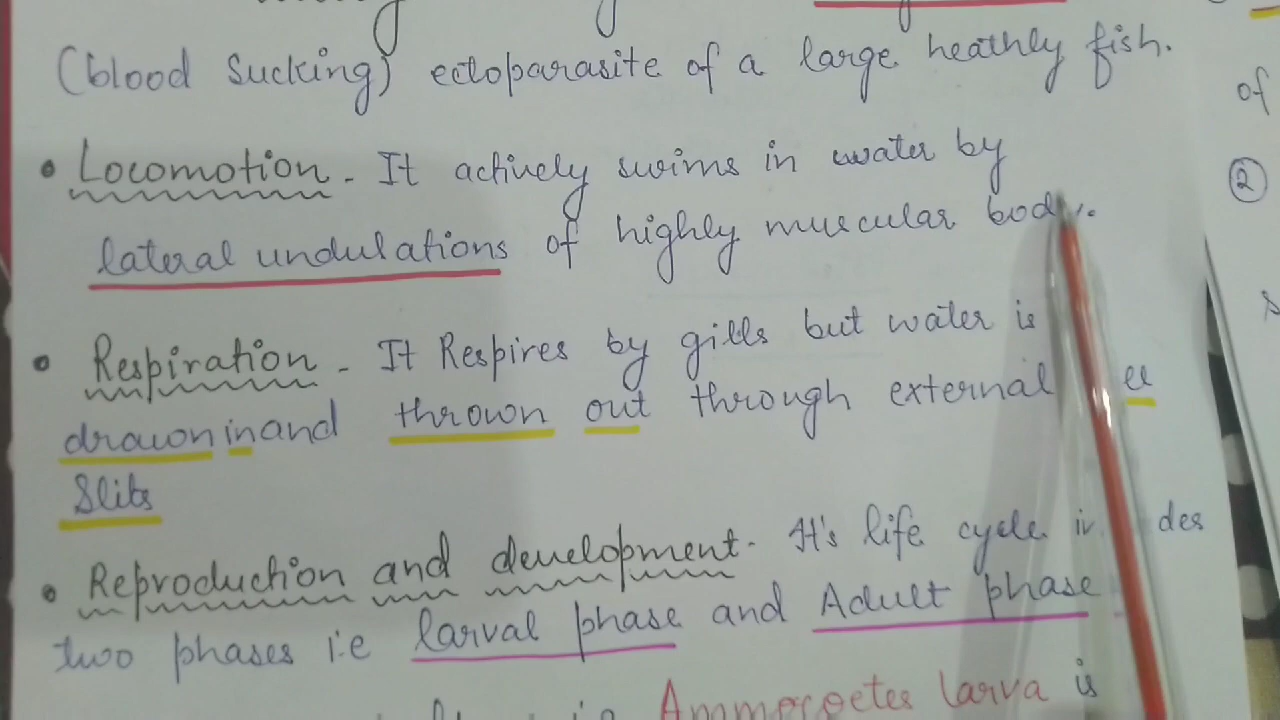 (blood sucking) ectoparasite of a large heathly fish.
• Locomotion - It actively swims in water by
lateral undulations of highly muscular body.
• Respiration - It Respires by gills but water is
drawn in and thrown out through external
Slits
• Reproduction and development - It's life cycle
two phases i.e larval phase and Adult phase
Ammocoetes larva is
of
2